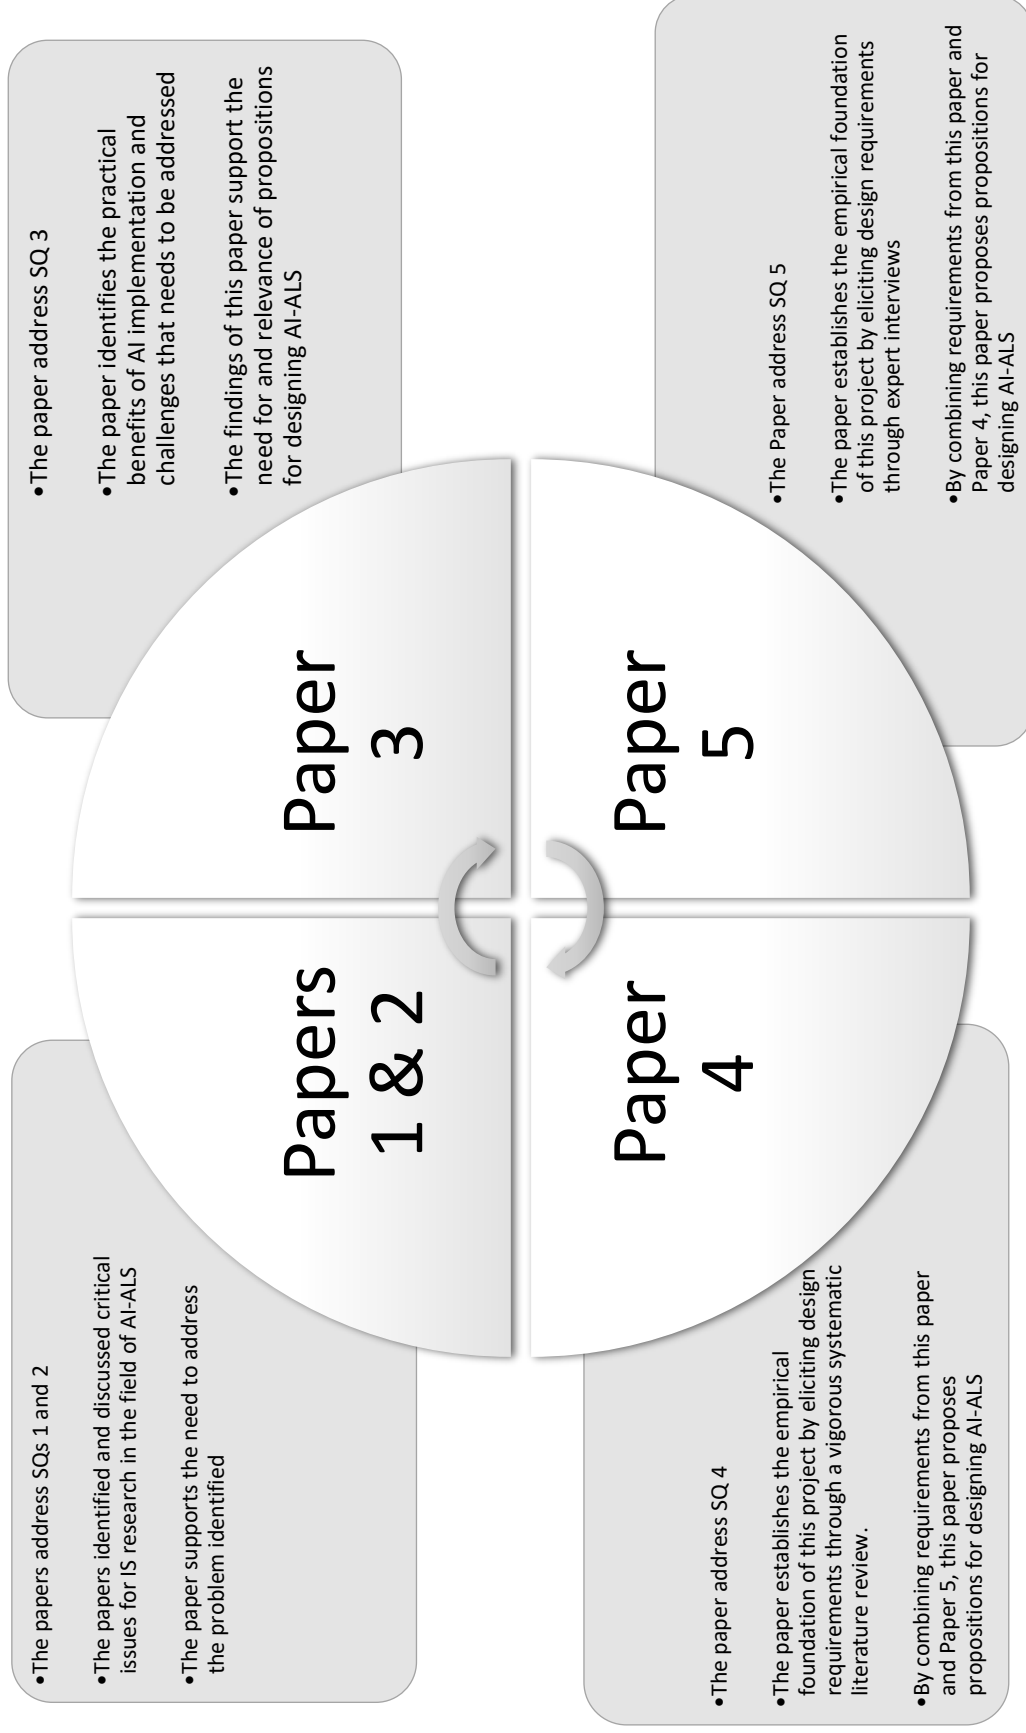 •The papers address SQs 1 and 2
•The papers identified and discussed critical
issues for IS research in the field of AI-ALS
•The paper supports the need to address
the problem identified
Papers
1 & 2
Paper
3
•The paper address SQ 3
•The paper identifies the practical
benefits of AI implementation and
challenges that needs to be addressed
•The findings of this paper support the
need for and relevance of propositions
for designing AI-ALS
•The paper address SQ 4
•The paper establishes the empirical
foundation of this project by eliciting design
requirements through a vigorous systematic
literature review.
•By combining requirements from this paper
and Paper 5, this paper proposes
propositions for designing AI-ALS
Paper
4
Paper
5
•The Paper address SQ 5
•The paper establishes the empirical foundation
of this project by eliciting design requirements
through expert interviews
•By combining requirements from this paper and
Paper 4, this paper proposes propositions for
designing AI-ALS